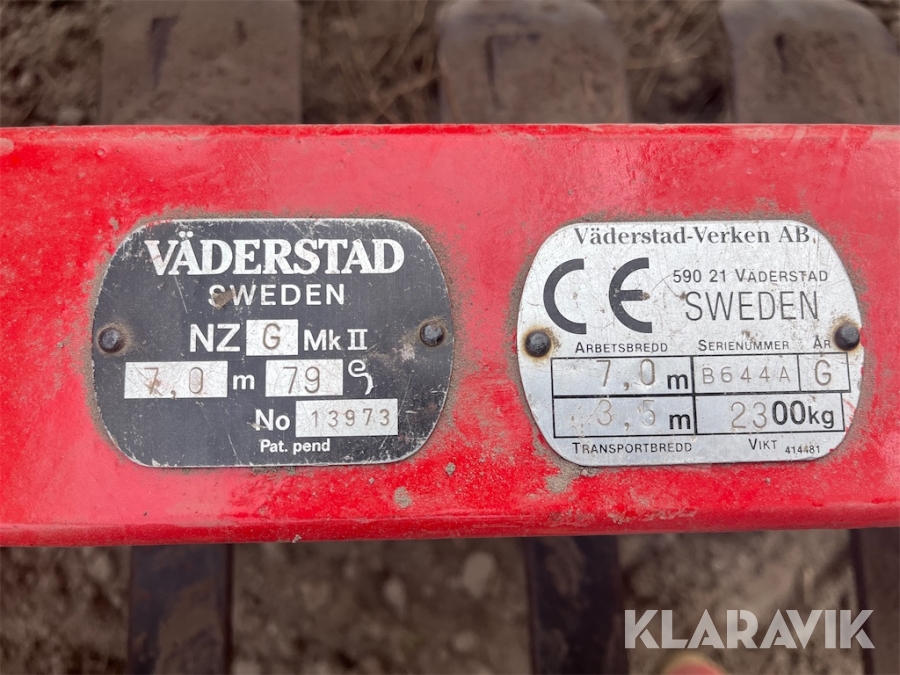 VÄDERSTAD
SWEDEN
NZ G Mk II
7,0 m 79
No 13973
Pat. pend
Väderstad-Verken AB.
CE 590 21 VÄDERSTAD
SWEDEN
ARBETSBREDD SERIENUMMER ÅR
7,0 m B644A G
3,5 m 2300kg
TRANSPORTBREDD VIKT 414481
KLARAVIK